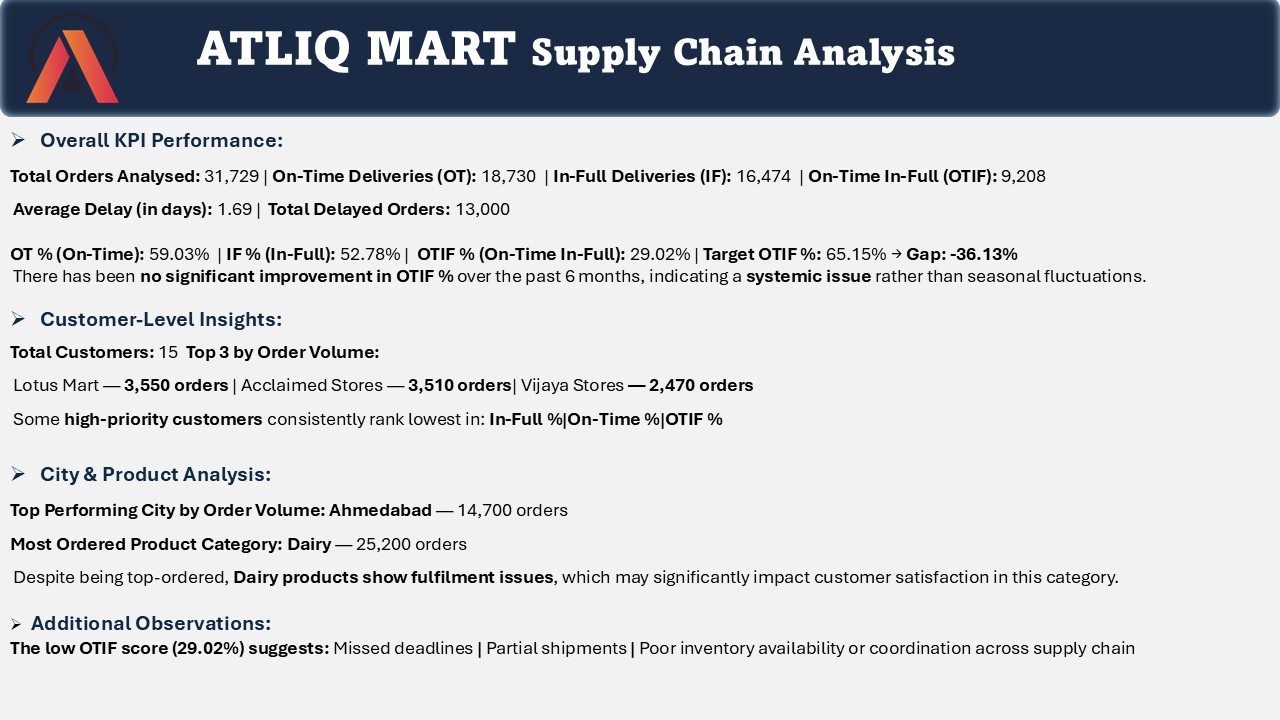 ATLIQ MART Supply Chain Analysis
➢ Overall KPI Performance:
Total Orders Analysed: 31,729 | On-Time Deliveries (OT): 18,730 | In-Full Deliveries (IF): 16,474 | On-Time In-Full (OTIF): 9,208
Average Delay (in days): 1.69 | Total Delayed Orders: 13,000
OT % (On-Time): 59.03% | IF % (In-Full): 52.78% | OTIF % (On-Time In-Full): 29.02% | Target OTIF %: 65.15% → Gap: -36.13%
There has been no significant improvement in OTIF % over the past 6 months, indicating a systemic issue rather than seasonal fluctuations.
➢ Customer-Level Insights:
Total Customers: 15 Top 3 by Order Volume:
Lotus Mart — 3,550 orders | Acclaimed Stores — 3,510 orders| Vijaya Stores — 2,470 orders
Some high-priority customers consistently rank lowest in: In-Full %|On-Time %|OTIF %
➢ City & Product Analysis:
Top Performing City by Order Volume: Ahmedabad — 14,700 orders
Most Ordered Product Category: Dairy — 25,200 orders
Despite being top-ordered, Dairy products show fulfilment issues, which may significantly impact customer satisfaction in this category.
➢ Additional Observations:
The low OTIF score (29.02%) suggests: Missed deadlines | Partial shipments | Poor inventory availability or coordination across supply chain